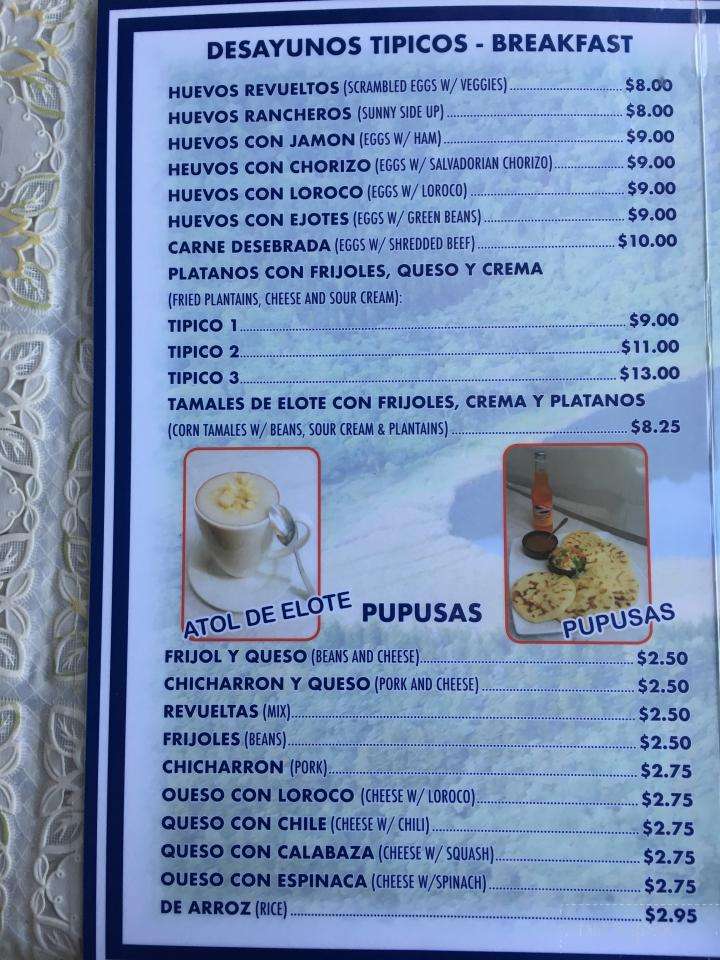 DESAYUNOS TIPICOS - BREAKFAST
HUEVOS REVUELTOS (SCRAMBLED EGGS W/ VEGGIES) $8.00
HUEVOS RANCHEROS (SUNNY SIDE UP) $8.00
HUEVOS CON JAMON (EGGS W/ HAM) $9.00
HEUVOS CON CHORIZO (EGGS W/ SALVADORIAN CHORIZO) $9.00
HUEVOS CON LOROCO (EGGS W/ LOROCO) $9.00
HUEVOS CON EJOTES (EGGS W/ GREEN BEANS) $9.00
CARNE DESEBRADA (EGGS W/ SHREDDED BEEF) $10.00
PLATANOS CON FRIJOLES, QUESO Y CREMA
(FRIED PLANTAINS, CHEESE AND SOUR CREAM):
TIPICO 1 $9.00
TIPICO 2 $11.00
TIPICO 3 $13.00
TAMALES DE ELOTE CON FRIJOLES, CREMA Y PLATANOS
(CORN TAMALES W/ BEANS, SOUR CREAM & PLANTAINS) $8.25
ATOL DE ELOTE
PUPUSAS
PUPUSAS
FRIJOL Y QUESO (BEANS AND CHEESE) $2.50
CHICHARRON Y QUESO (PORK AND CHEESE) $2.50
REVUELTAS (MIX) $2.50
FRIJOLES (BEANS) $2.50
CHICHARRON (PORK) $2.75
QUESO CON LOROCO (CHEESE W/ LOROCO) $2.75
QUESO CON CHILE (CHEESE W/ CHILI) $2.75
QUESO CON CALABAZA (CHEESE W/ SQUASH) $2.75
QUESO CON ESPINACA (CHEESE W/SPINACH) $2.75
DE ARROZ (RICE) $2.95